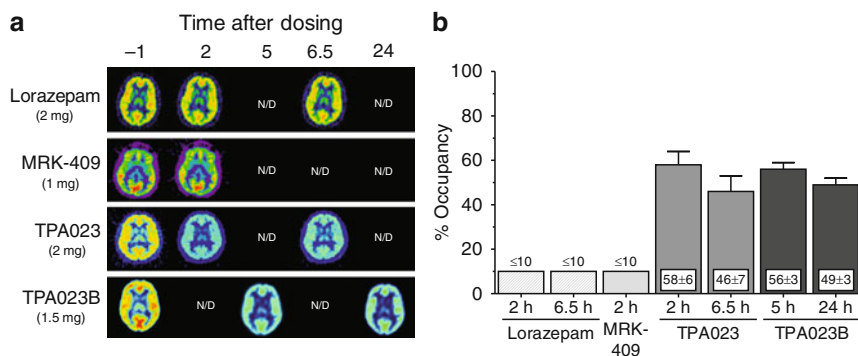 a
Time after dosing
–1 2 5 6.5 24
Lorazepam
(2 mg)
N/D N/D
MRK-409
(1 mg)
N/D N/D N/D
TPA023
(2 mg)
N/D N/D
TPA023B
(1.5 mg)
N/D N/D
b
% Occupancy
100
80
60
40
20
0
≤10 ≤10 ≤10
58±6 46±7 56±3 49±3
2 h 6.5 h 2 h 2 h 6.5 h 5 h 24 h
Lorazepam MRK-409 TPA023 TPA023B